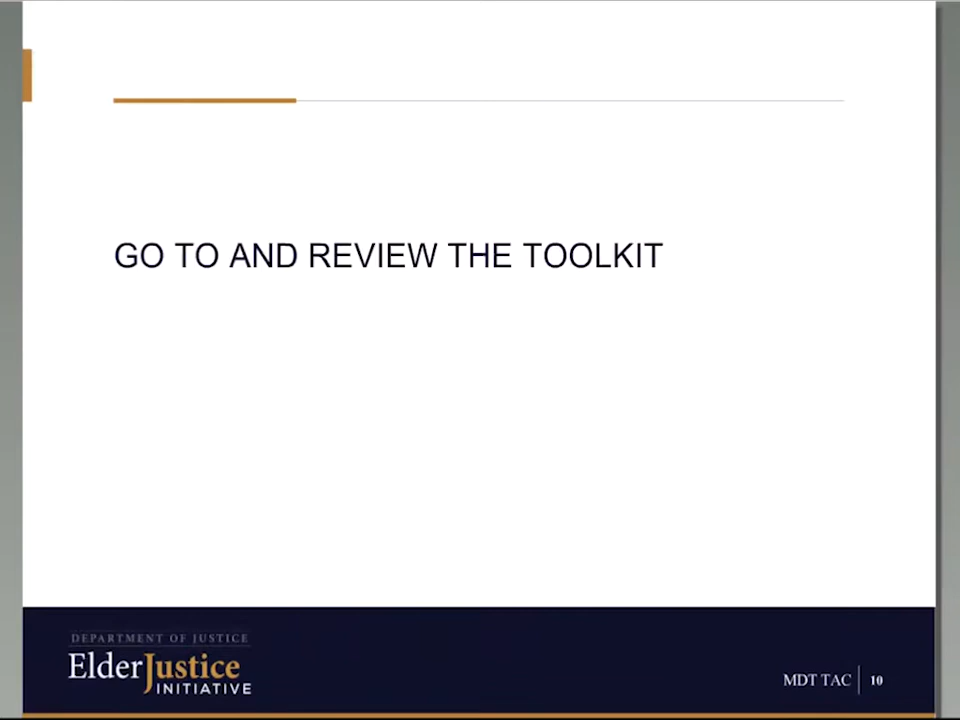 GO TO AND REVIEW THE TOOLKIT
DEPARTMENT OF JUSTICE
ElderJustice
INITIATIVE
MDT TAC 10